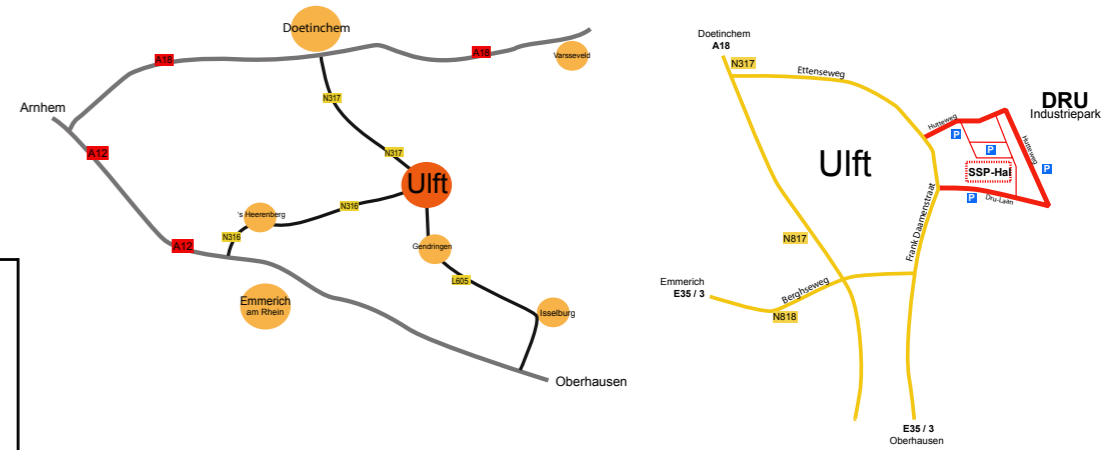 Doetinchem
A18
A18
Varsseveld
Arnhem
N317
A12
N317
Ulft
's Heerenberg
N316
N316
A12
Gendringen
L605
Emmerich
am Rhein
Isselburg
Oberhausen
Doetinchem
A18
N317
Ettenseweg
DRU
Industriepark
Hutteweg
P
P
Hutteweg
P
Ulft
SSP-Hal
P
Dru-Laan
Frank Daamenstraat
N817
Emmerich
E35 / 3
Berghseweg
N818
E35 / 3
Oberhausen